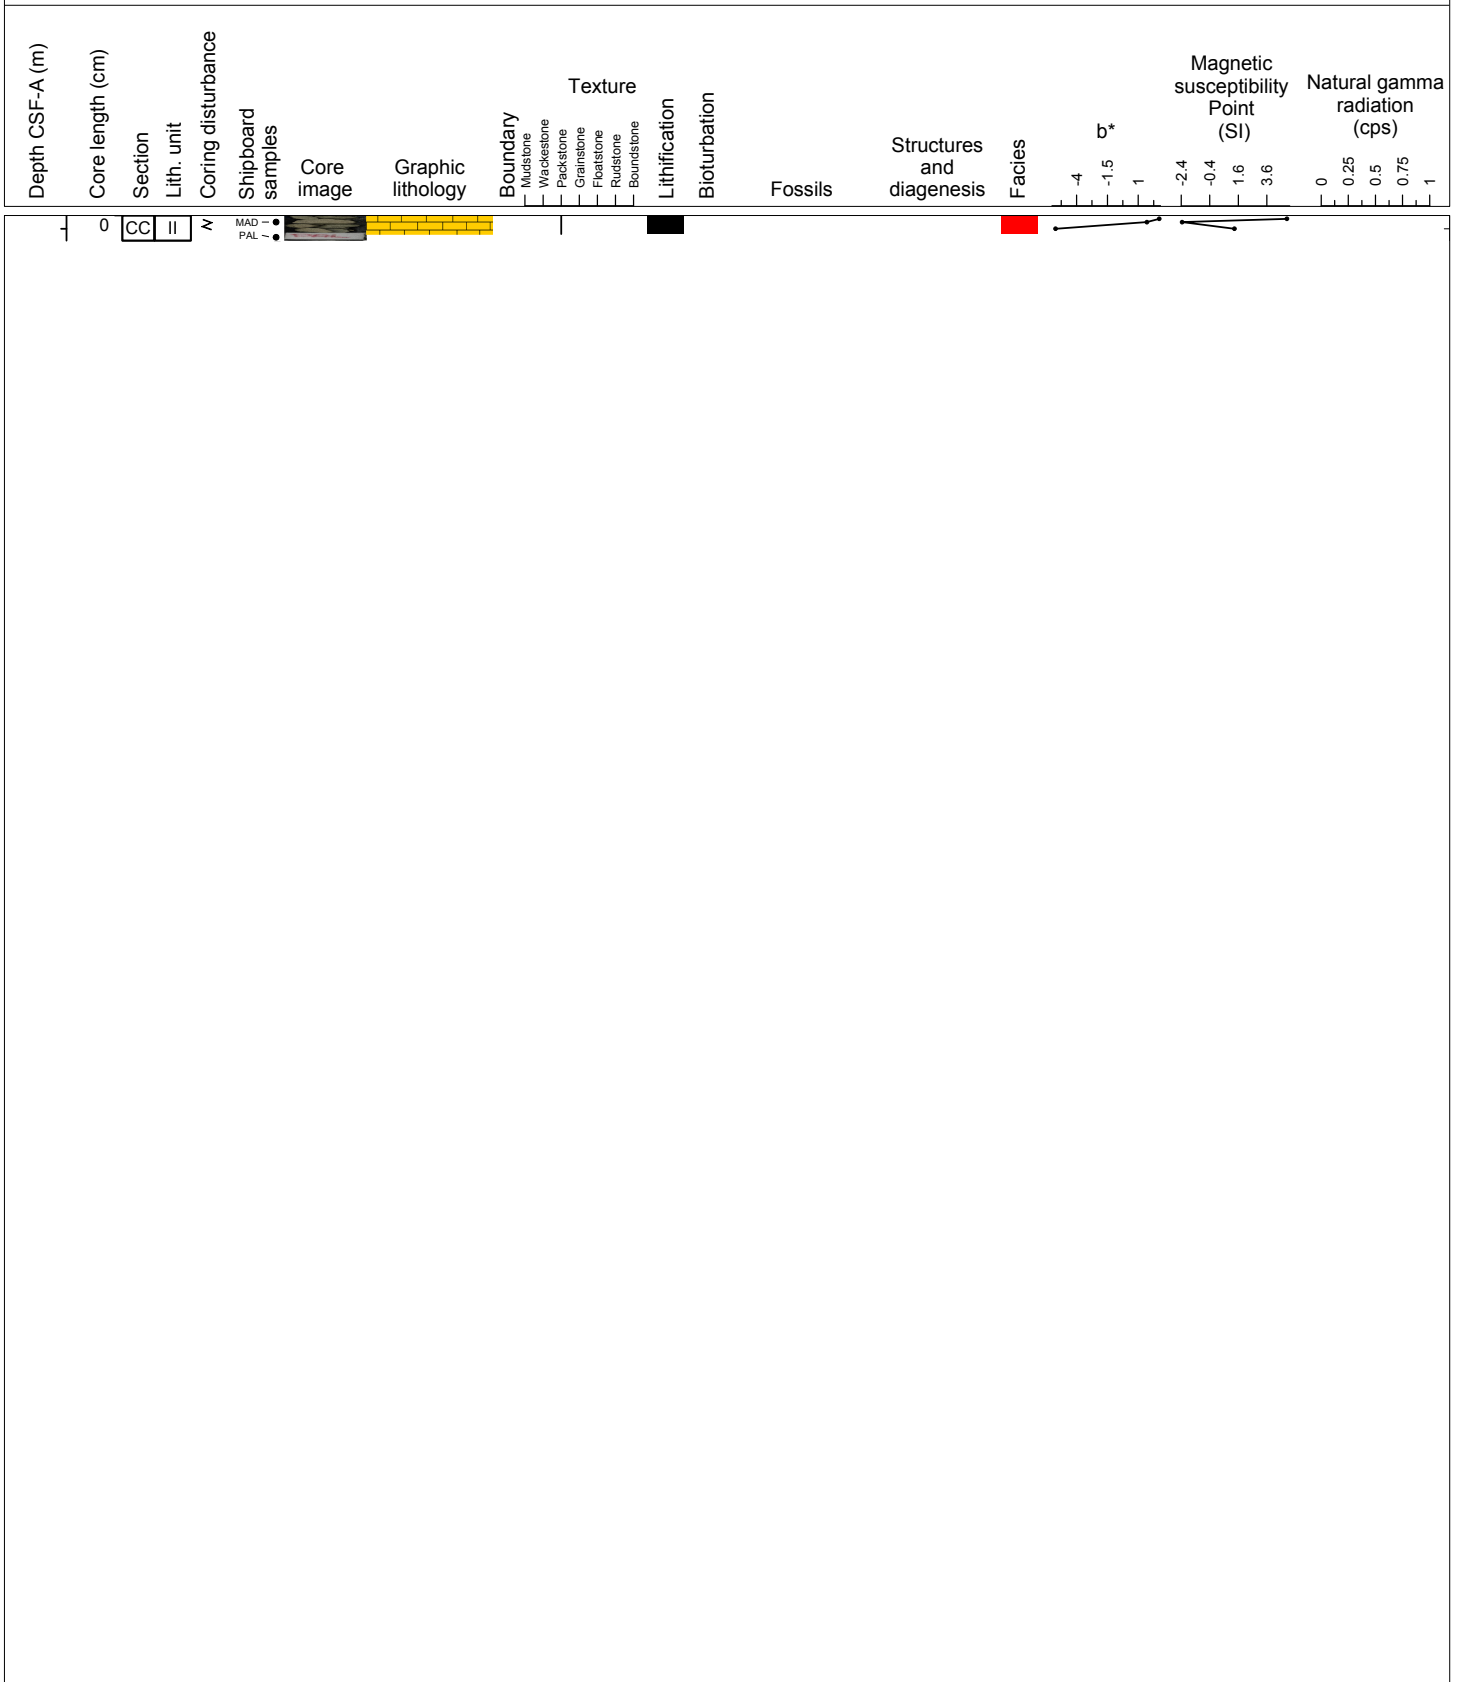 Depth CSF-A (m)
Core length (cm)
Section
Lith. unit
Coring disturbance
Shipboard
samples
Core
image
Graphic
lithology
Boundary
Texture
Mudstone
Wackestone
Packstone
Grainstone
Floatstone
Rudstone
Boundstone
Lithification
Bioturbation
Fossils
Structures
and
diagenesis
Facies
b*
-4
-1.5
1
Magnetic
susceptibility
Point
(SI)
-2.4
-0.4
1.6
3.6
Natural gamma
radiation
(cps)
0
0.25
0.5
0.75
1
0
CC
II
MAD
PAL